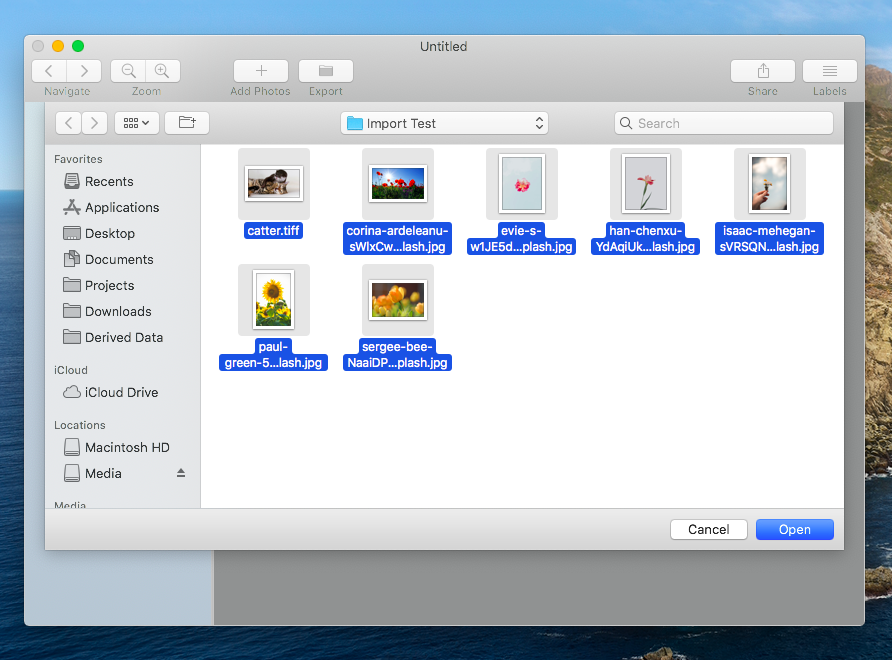 Untitled
Navigate
Zoom
Add Photos
Export
Share
Labels
Import Test
Search
Favorites
Recents
Applications
Desktop
Documents
Projects
Downloads
Derived Data
iCloud
iCloud Drive
Locations
Macintosh HD
Media
Media
catter.tiff
corina-ardeleanu-
sWlxCw...lash.jpg
evie-s-
w1JE5d...plash.jpg
han-chenxu-
YdAqiUk...lash.jpg
isaac-mehegan-
sVRSQN...lash.jpg
paul-
green-5...lash.jpg
sergee-bee-
NaaiDP...plash.jpg
Cancel
Open